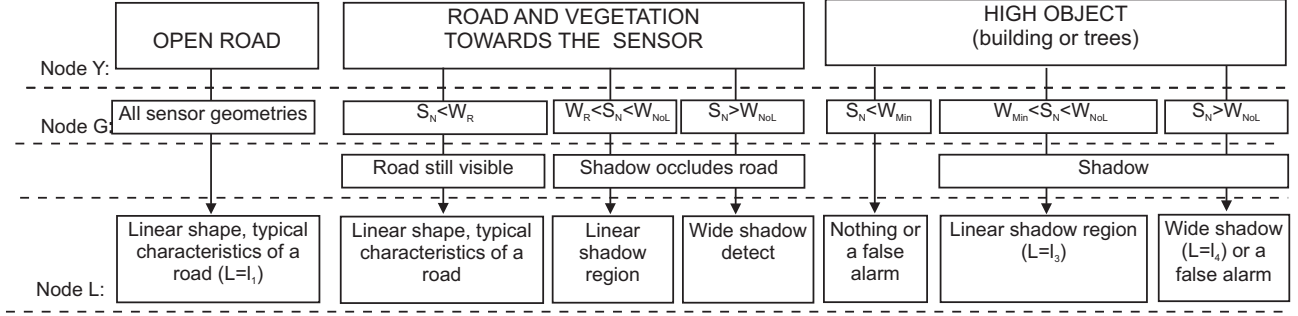 OPEN ROAD
ROAD AND VEGETATION
TOWARDS THE SENSOR
HIGH OBJECT
(building or trees)
Node Y:
Node G:
All sensor geometries
S_N<W_R
W_R<S_N<W_NoL
S_N>W_NoL
S_N<W_Min
W_Min<S_N<W_NoL
S_N>W_NoL
Road still visible
Shadow occludes road
Shadow
Node L:
Linear shape, typical
characteristics of a
road (L=l₁)
Linear shape, typical
characteristics of a
road
Linear
shadow
region
Wide shadow
detect
Nothing or
a false
alarm
Linear shadow region
(L=l₃)
Wide shadow
(L=l₄) or a
false alarm